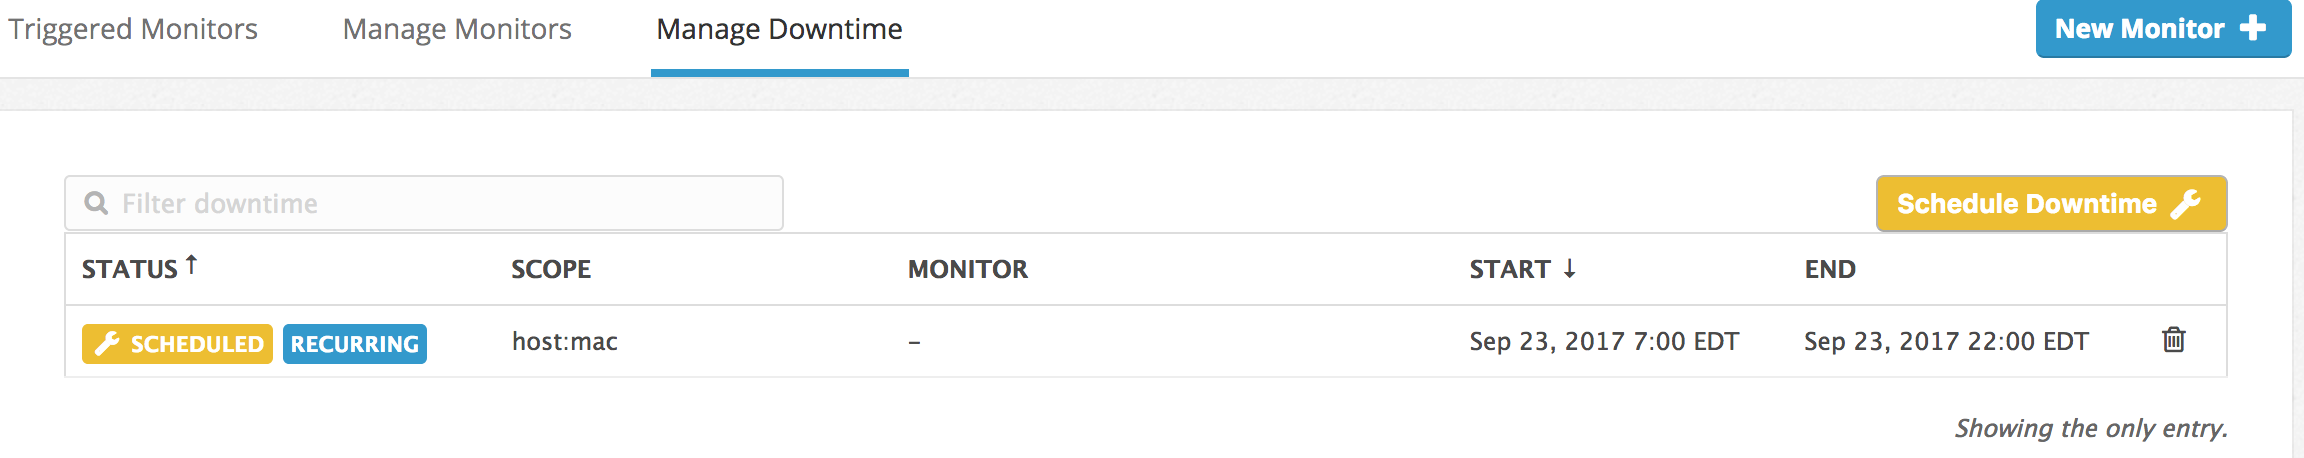 Triggered Monitors Manage Monitors Manage Downtime New Monitor +
Filter downtime Schedule Downtime
STATUS ↑ SCOPE MONITOR START ↓ END
SCHEDULED RECURRING host:mac – Sep 23, 2017 7:00 EDT Sep 23, 2017 22:00 EDT
Showing the only entry.